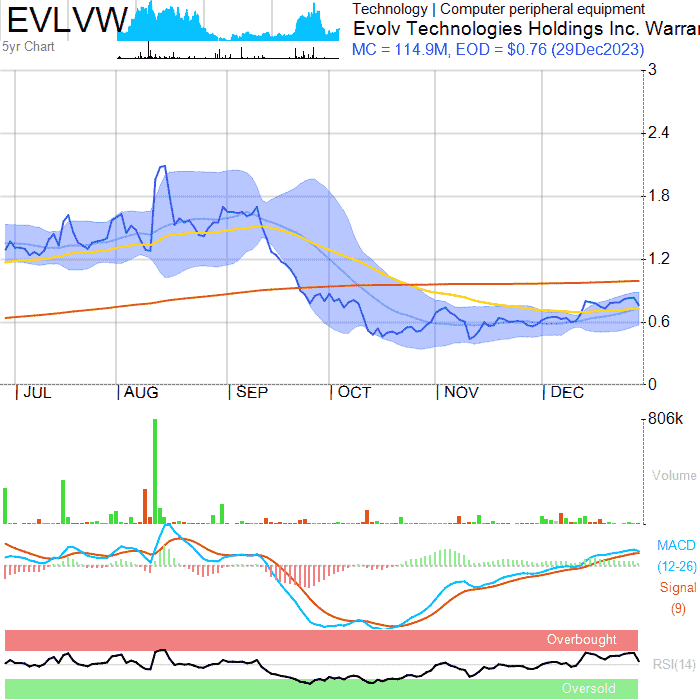 EVLVW
5yr Chart
Technology | Computer peripheral equipment
Evolv Technologies Holdings Inc. Warra
MC = 114.9M, EOD = $0.76 (29Dec2023)
3
2.4
1.8
1.2
0.6
0
JUL AUG SEP OCT NOV DEC
806k
Volume
MACD
(12-26)
Signal
(9)
Overbought
RSI(14)
Oversold